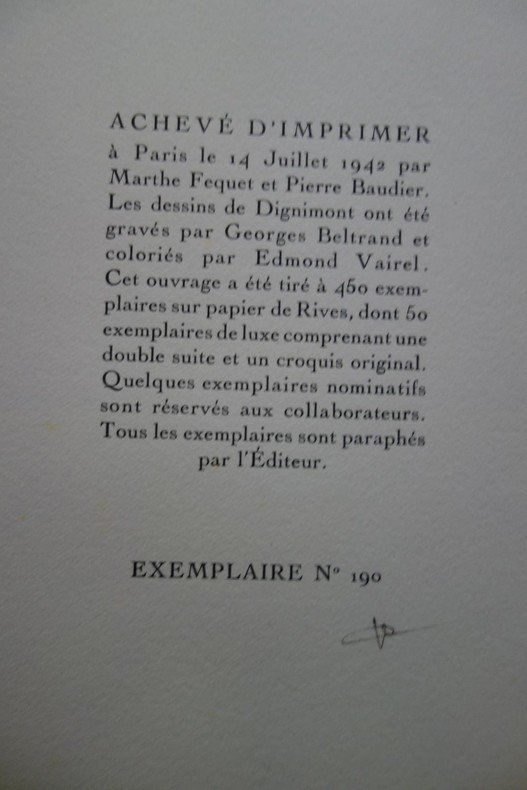 ACHEVÉ D'IMPRIMER
à Paris le 14 Juillet 1942 par
Marthe Fequet et Pierre Baudier.
Les dessins de Dignimont ont été
gravés par Georges Beltrand et
coloriés par Edmond Vairel.
Cet ouvrage a été tiré à 450 exem-
plaires sur papier de Rives, dont 50
exemplaires de luxe comprenant une
double suite et un croquis original.
Quelques exemplaires nominatifs
sont réservés aux collaborateurs.
Tous les exemplaires sont paraphés
par l'Éditeur.
EXEMPLAIRE Nº 190